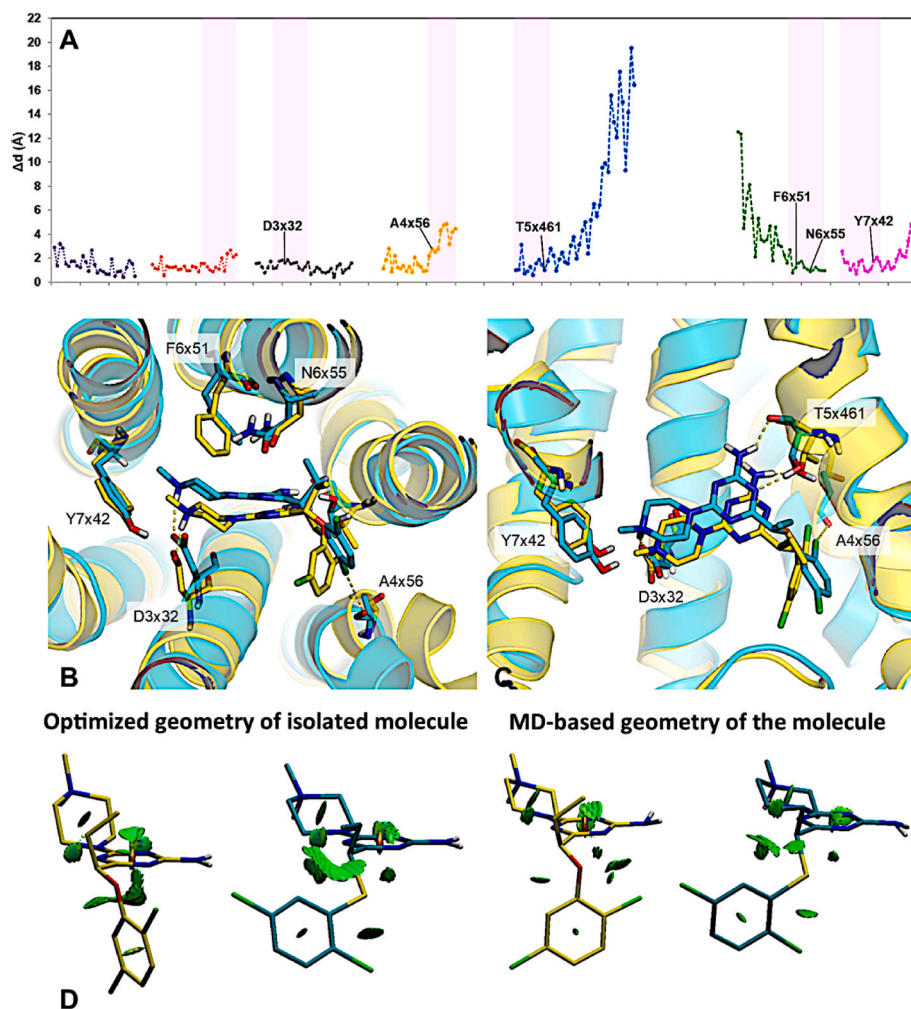 A
22
20
18
16
14
12
10
8
6
4
2
0
Δd (A)
D3x32
A4x56
T5x461
F6x51
N6x55
Y7x42
F6x51
N6x55
Y7x42
D3x32
A4x56
B
T5x461
Y7x42
A4x56
D3x32
C
Optimized geometry of isolated molecule
MD-based geometry of the molecule
D